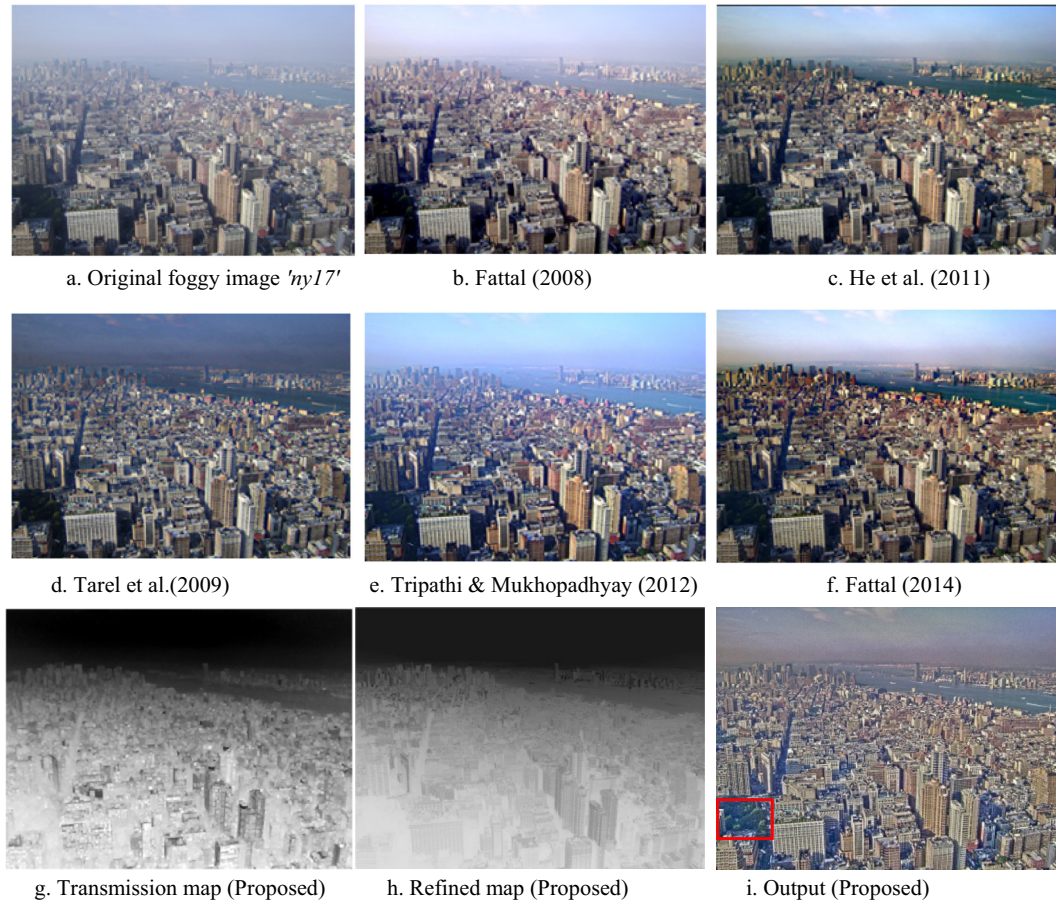 a. Original foggy image 'ny17'
b. Fattal (2008)
c. He et al. (2011)
d. Tarel et al.(2009)
e. Tripathi & Mukhopadhyay (2012)
f. Fattal (2014)
g. Transmission map (Proposed)
h. Refined map (Proposed)
i. Output (Proposed)